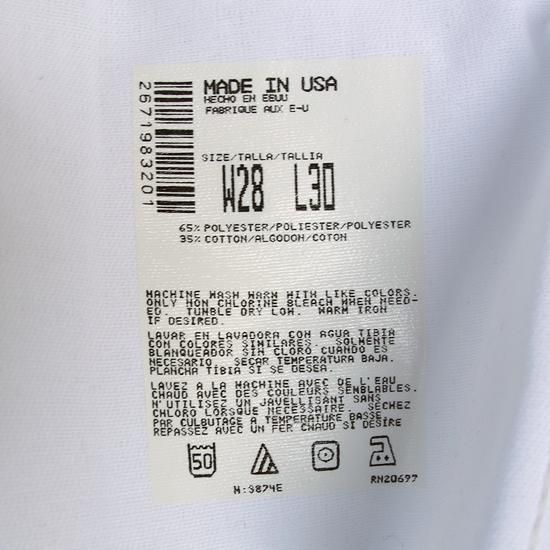 26719 83201
MADE IN USA
HECHO EN EEUU
FABRIQUE AUX E-U
SIZE/TALLA/TALLIA
W28 L30
65% POLYESTER/POLIESTER/POLYESTER
35% COTTON/ALGODON/COTON
MACHINE WASH WARM WITH LIKE COLORS.
ONLY NON CHLORINE BLEACH WHEN NEED-
ED. TUMBLE DRY LOW. WARM IRON
IF DESIRED.
LAVAR EN LAVADORA CON AGUA TIBIA
CON COLORES SIMILARES. SOLMENTE
BLANQUEADOR SIN CLORO CUANDO ES
NECESARIO. SECAR TEMPERATURA BAJA.
PLANCHA TIBIA SI SE DESEA.
LAVEZ A LA MACHINE AVEC DE L'EAU
CHAUD AVEC DES COULEURS SEMBLABLES.
N'UTILISEZ UN JAVELLISANT SANS
CHLORO LORSQUE NECESSAIRE. SECHEZ
PAR CULBUTAGE A TEMPERATURE BASSE.
REPASSEZ AVEC UN FER CHAUD SI DESIRE
50
N:9874E
RN20697